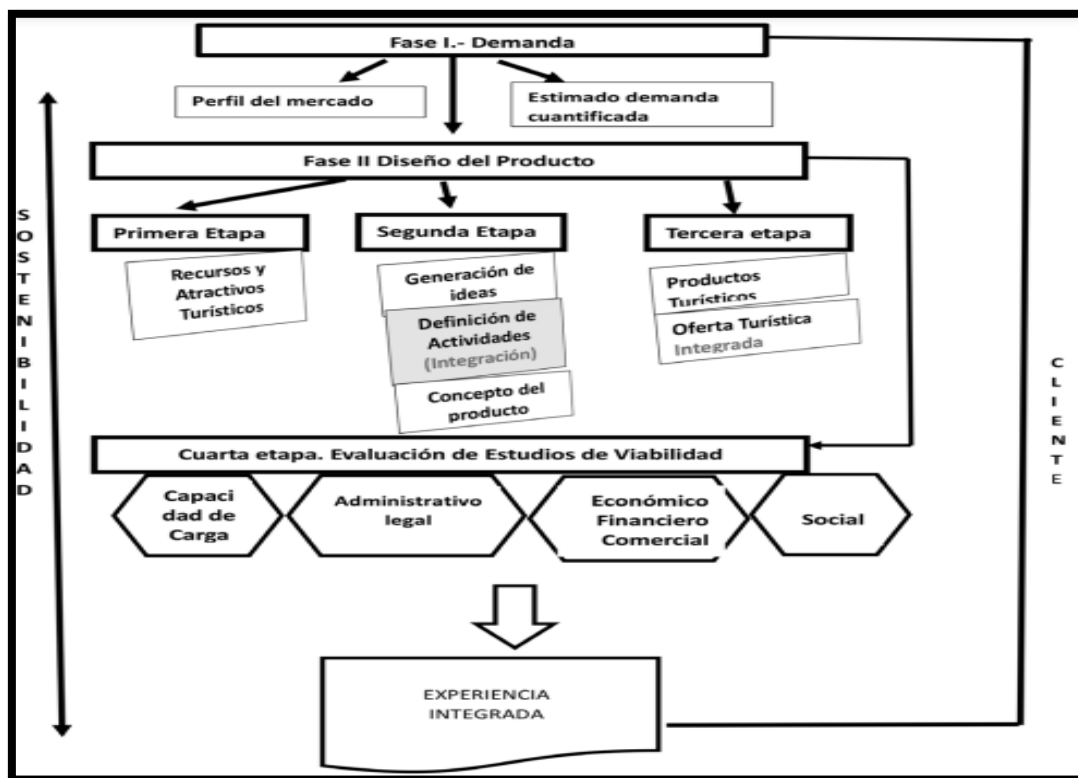 Fase I.- Demanda
Perfil del mercado
Estimado demanda
cuantificada
Fase II Diseño del Producto
Primera Etapa
Recursos y
Atractivos
Turísticos
Segunda Etapa
Generación de
ideas
Definición de
Actividades
(Integración)
Concepto del
producto
Tercera etapa
Productos
Turísticos
Oferta Turística
Integrada
Cuarta etapa. Evaluación de Estudios de Viabilidad
Capaci
dad de
Carga
Administrativo
legal
Económico
Financiero
Comercial
Social
EXPERIENCIA
INTEGRADA
SOSTENIBILIDAD
CLIENTE